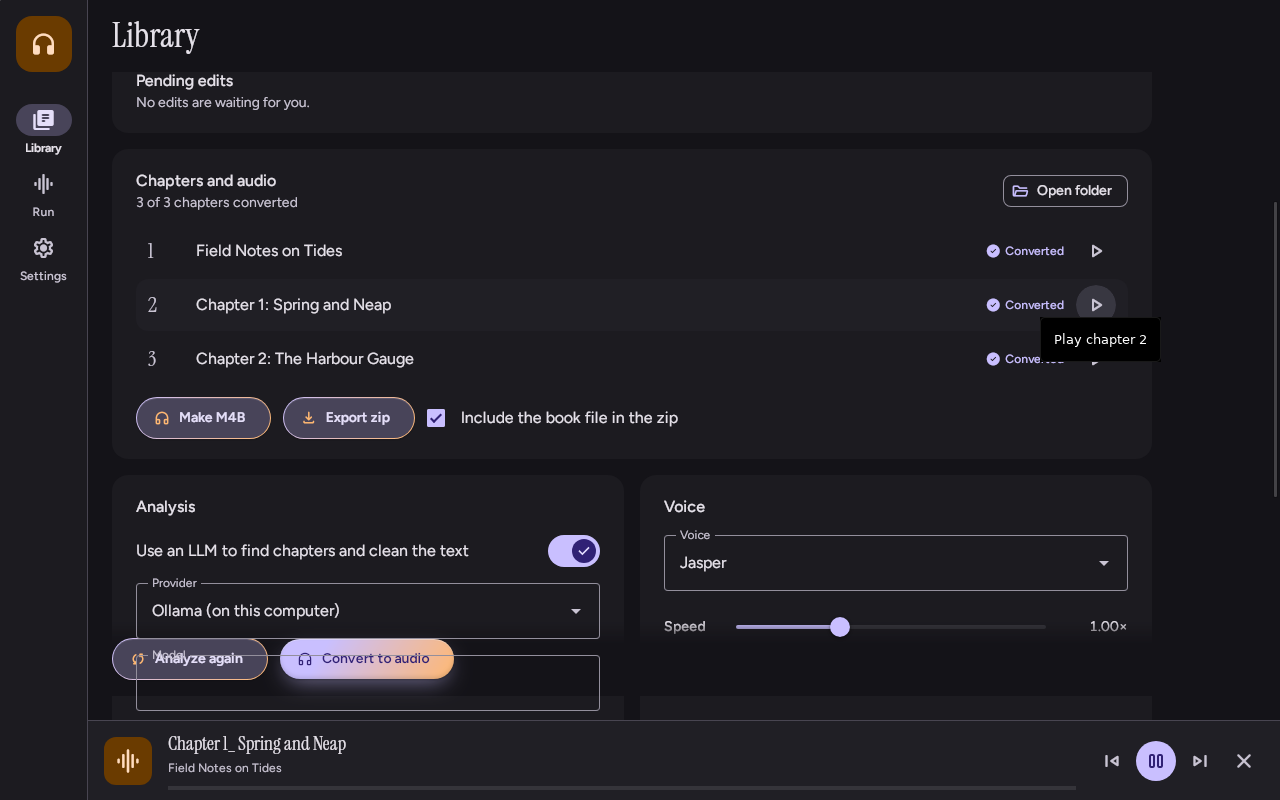 Library
Library
Run
Settings
Pending edits
No edits are waiting for you.
Chapters and audio
3 of 3 chapters converted
Open folder
1 Field Notes on Tides Converted
2 Chapter 1: Spring and Neap Converted
Play chapter 2
3 Chapter 2: The Harbour Gauge
Make M4B Export zip Include the book file in the zip
Analysis
Use an LLM to find chapters and clean the text
Provider
Ollama (on this computer)
Model
Analyze again Convert to audio
Voice
Voice
Jasper
Speed 1.00×
Chapter 1_ Spring and Neap
Field Notes on Tides